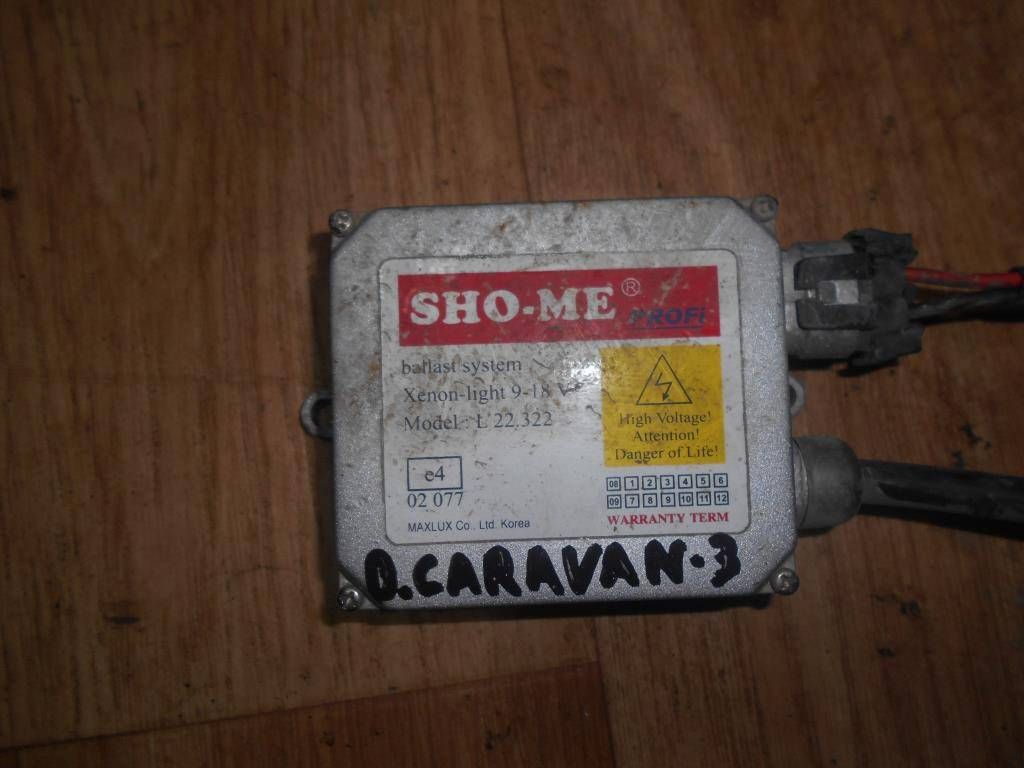 SHO-ME® PROFi
ballast system
Xenon-light 9-18 V
Model : L 22.322
High Voltage!
Attention!
Danger of Life!
e4
02 077
MAXLUX Co., Ltd. Korea
08 1 2 3 4 5 6
09 7 8 9 10 11 12
WARRANTY TERM
D.CARAVAN-3